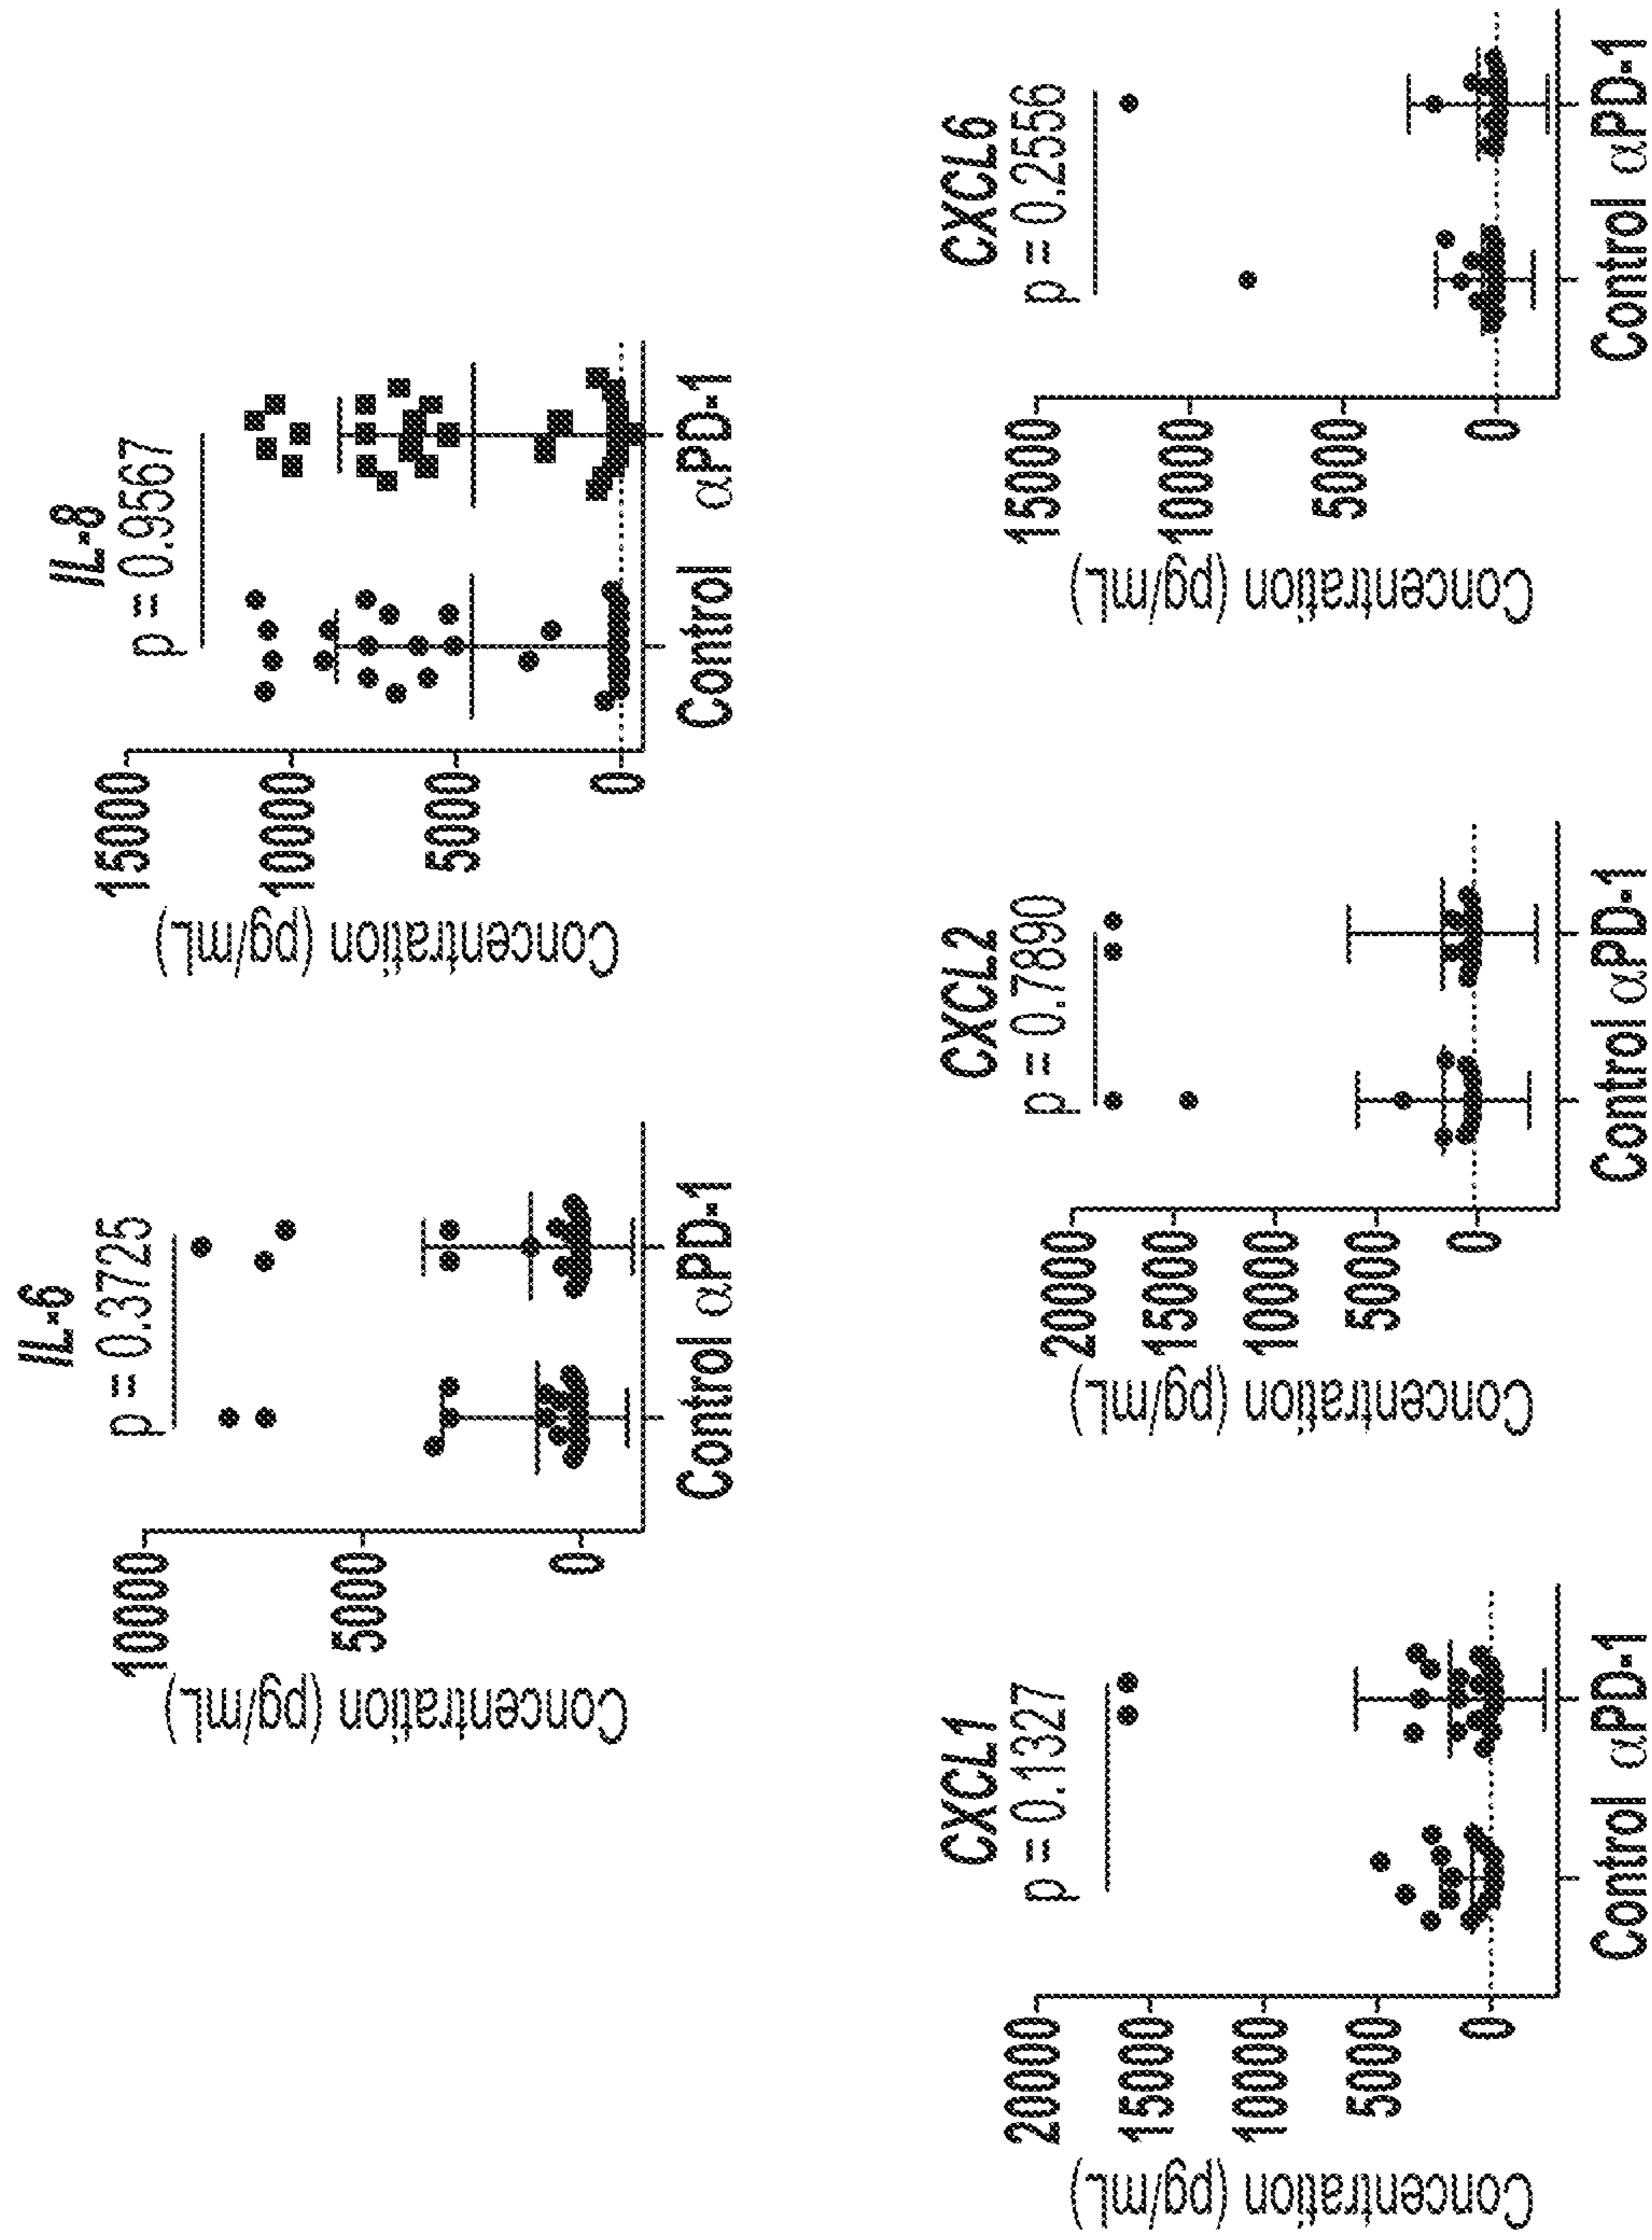 IL-6
p = 0.3725
Concentration (pg/mL)
10000
5000
0
Control αPD-1
IL-8
p = 0.9567
Concentration (pg/mL)
15000
10000
5000
0
Control αPD-1
CXCL1
p = 0.1327
Concentration (pg/mL)
20000
15000
10000
5000
0
Control αPD-1
CXCL2
p = 0.7890
Concentration (pg/mL)
20000
15000
10000
5000
0
Control αPD-1
CXCL6
p = 0.2556
Concentration (pg/mL)
15000
10000
5000
0
Control αPD-1